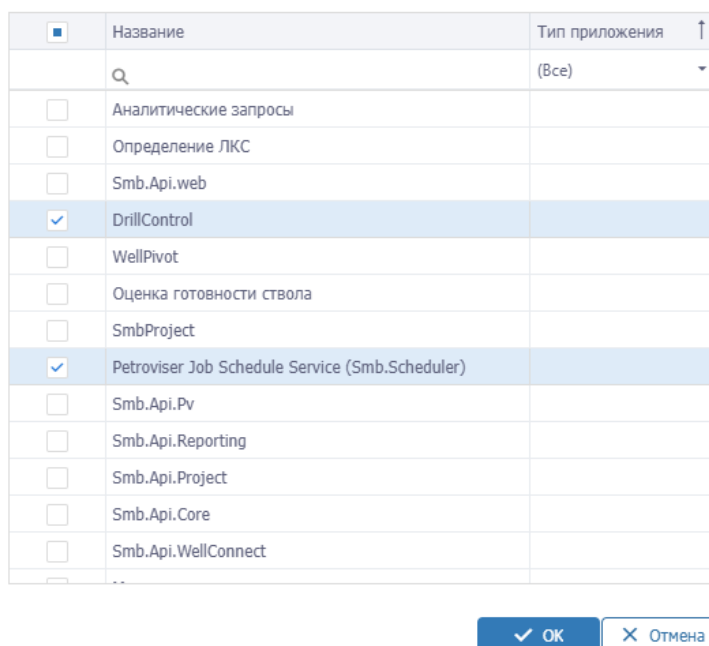 Название Тип приложения
(Все)
Аналитические запросы
Определение ЛКС
Smb.Api.web
DrillControl
WellPivot
Оценка готовности ствола
SmbProject
Petroviser Job Schedule Service (Smb.Scheduler)
Smb.Api.Pv
Smb.Api.Reporting
Smb.Api.Project
Smb.Api.Core
Smb.Api.WellConnect
ОК Отмена